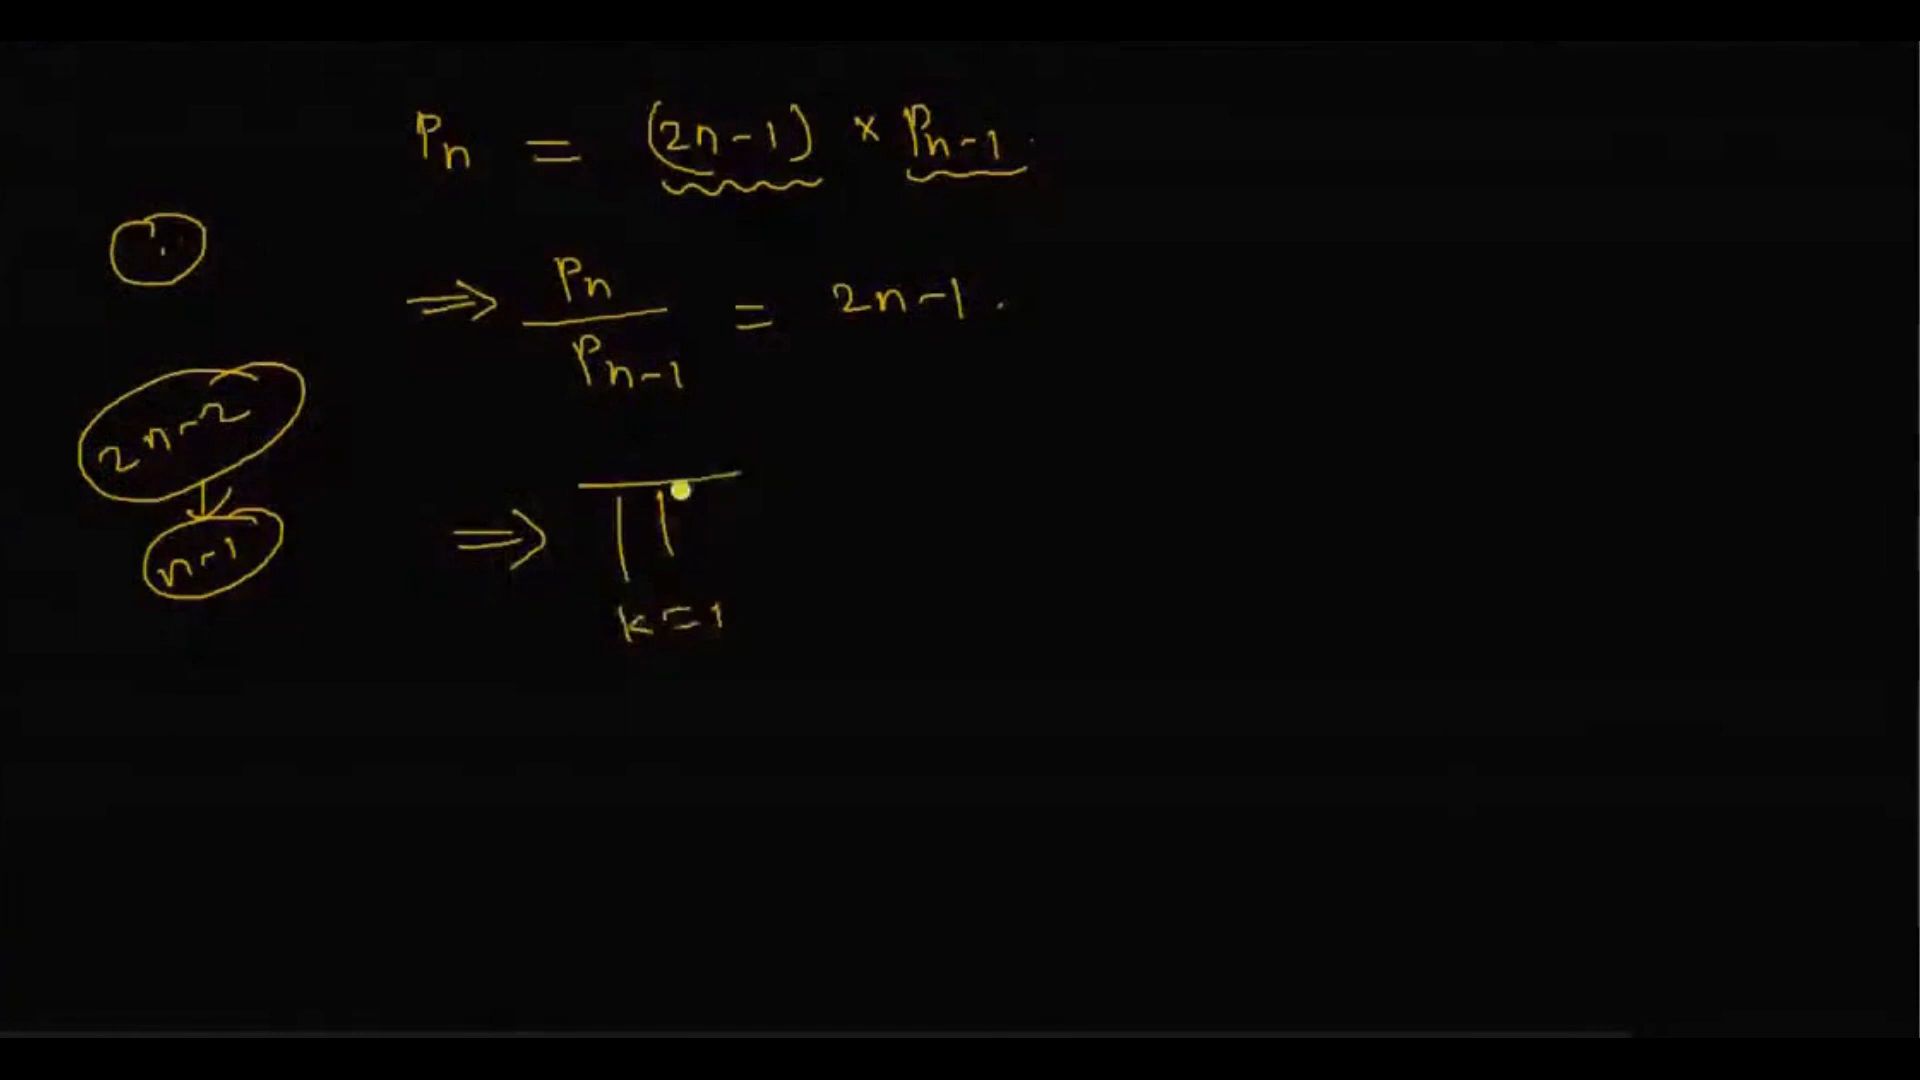 Pn = (2n-1) × Pn-1
⇒ Pn / Pn-1 = 2n-1.
2n-2
n-1
⇒ ∏
k=1